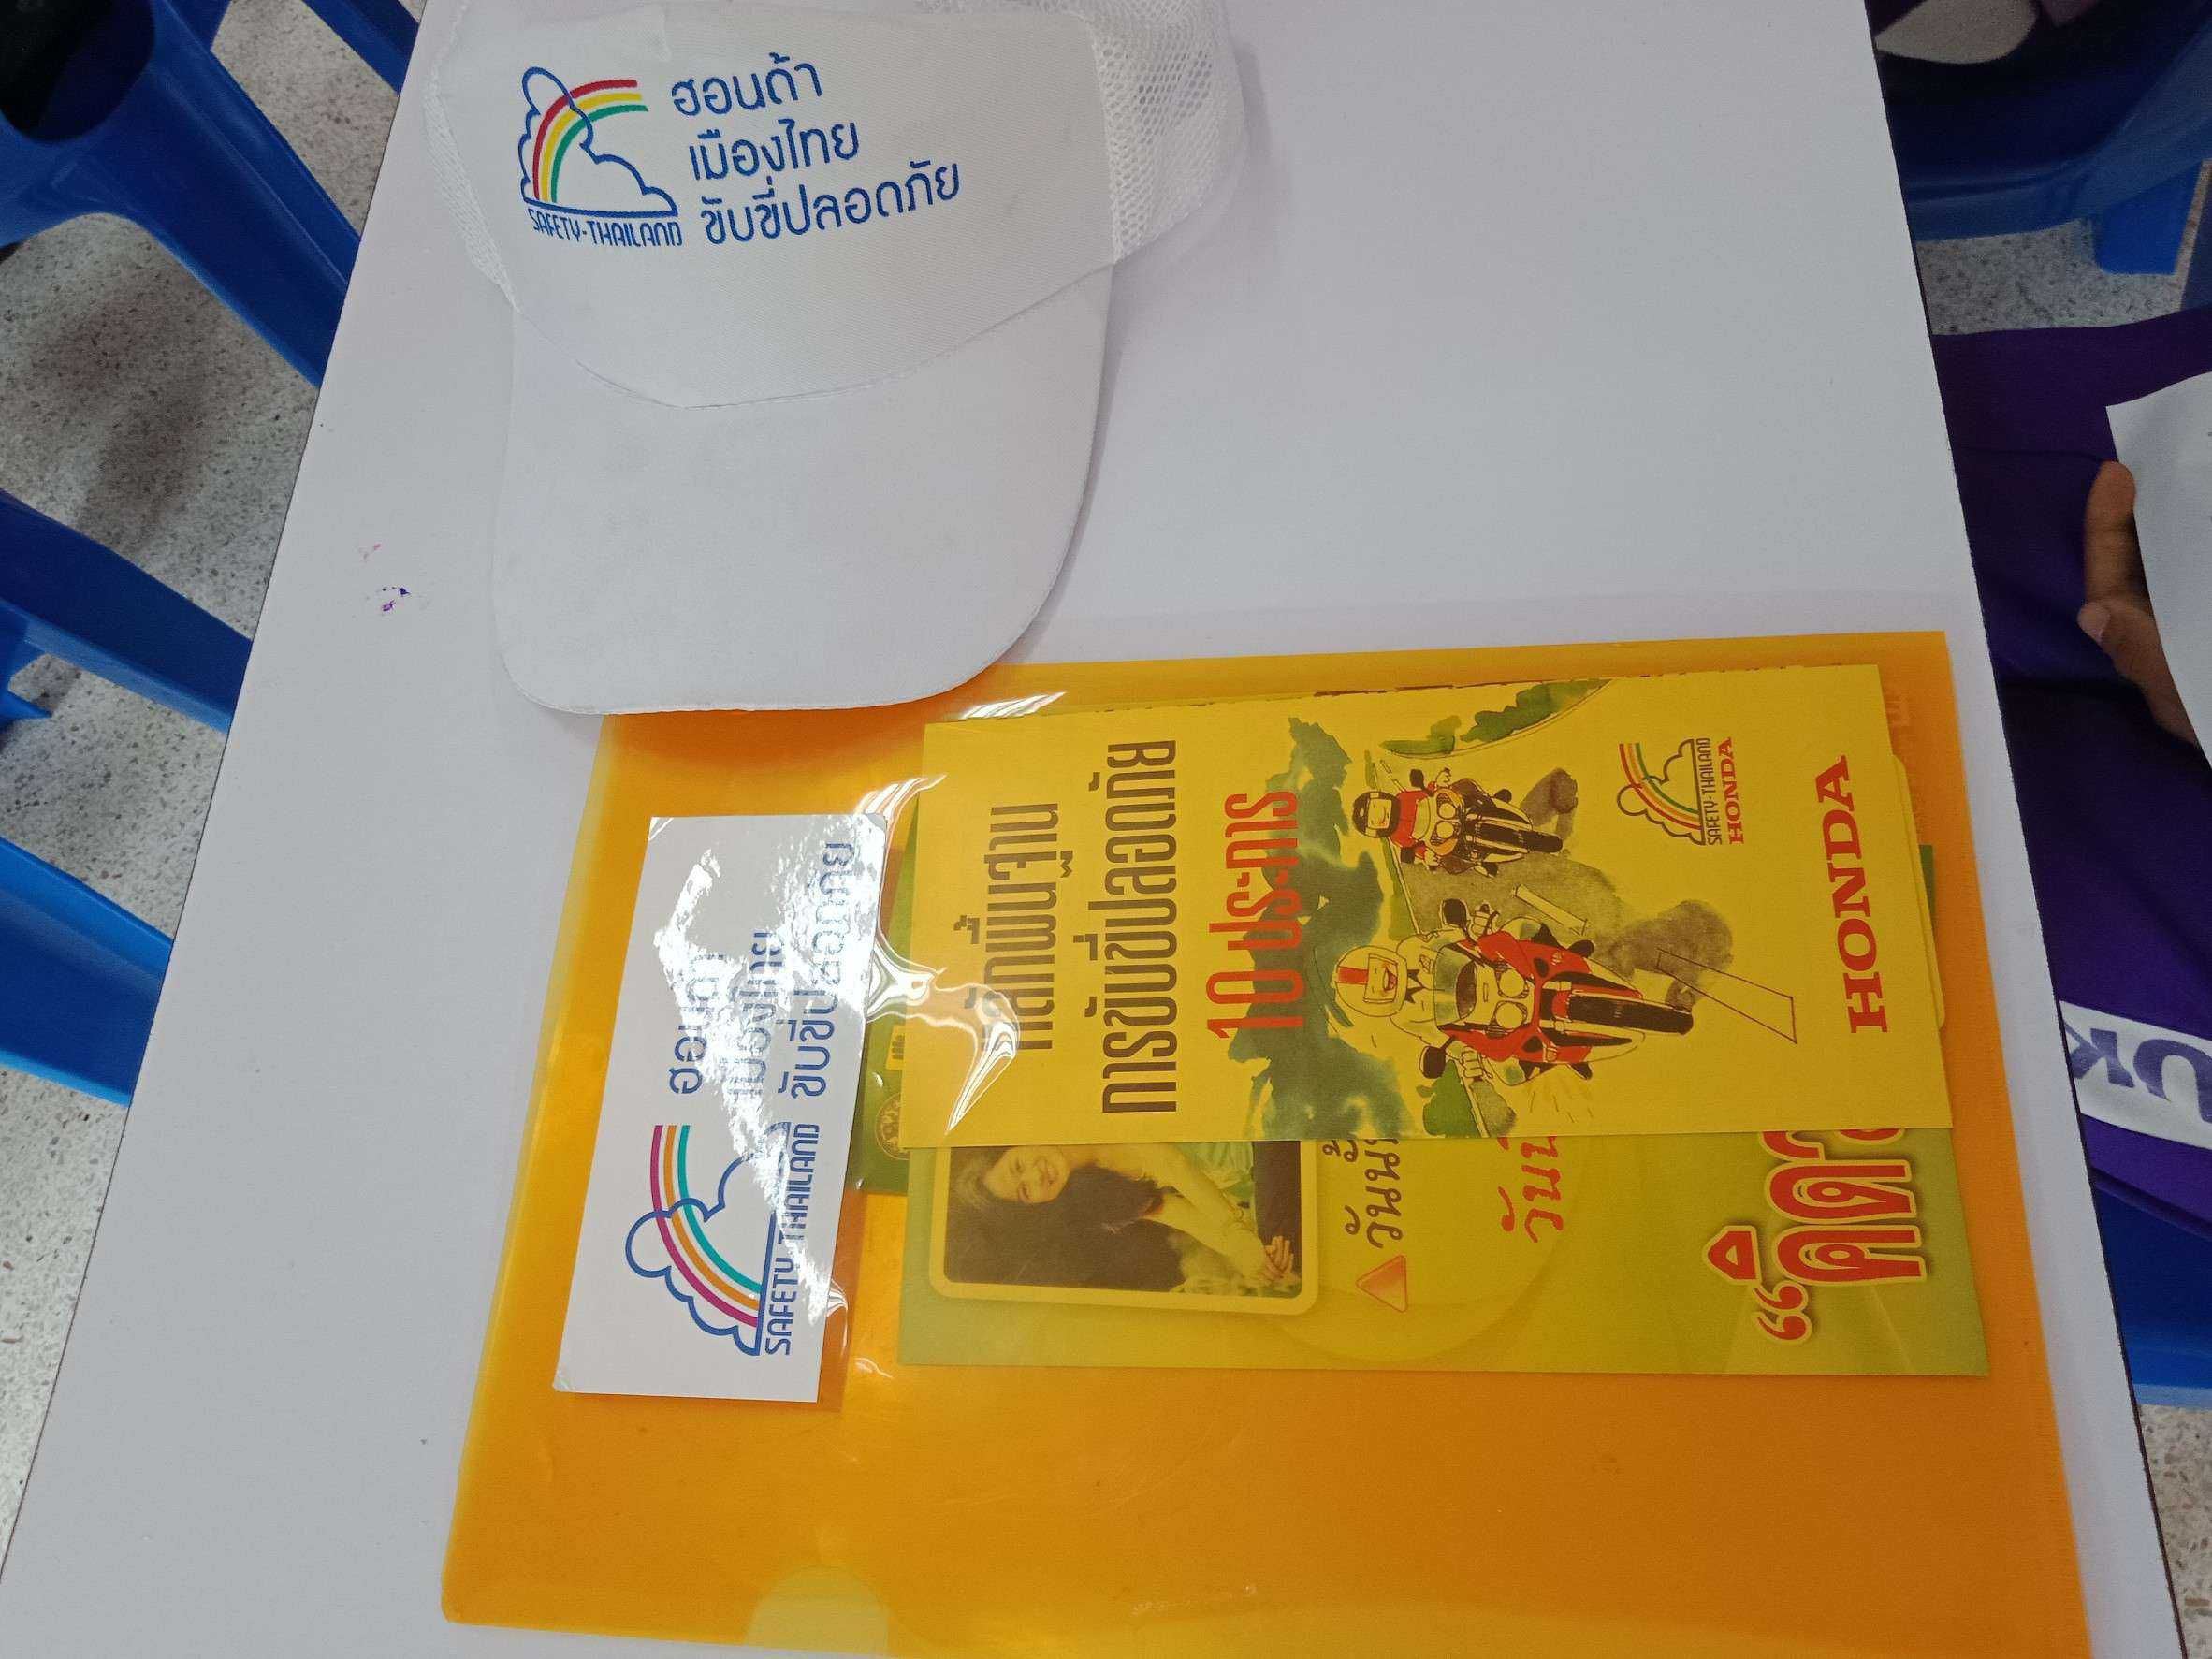 ฮอนด้า
เมืองไทย
ขับขี่ปลอดภัย
SAFETY-THAILAND
ฮอนด้า
เมืองไทย
ขับขี่ปลอดภัย
SAFETY-THAILAND
หลักพื้นฐาน
การขับขี่ปลอดภัย
10 ประการ
SAFETY-THAILAND
HONDA
HONDA
วันนี้
UK